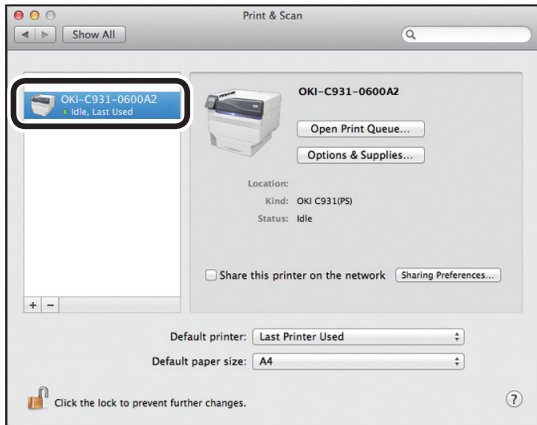 Print & Scan
Show All
OKI-C931-0600A2
Idle, Last Used
OKI-C931-0600A2
Open Print Queue...
Options & Supplies...
Location:
Kind: OKI C931(PS)
Status: Idle
Share this printer on the network Sharing Preferences...
+ −
Default printer: Last Printer Used
Default paper size: A4
Click the lock to prevent further changes.
?